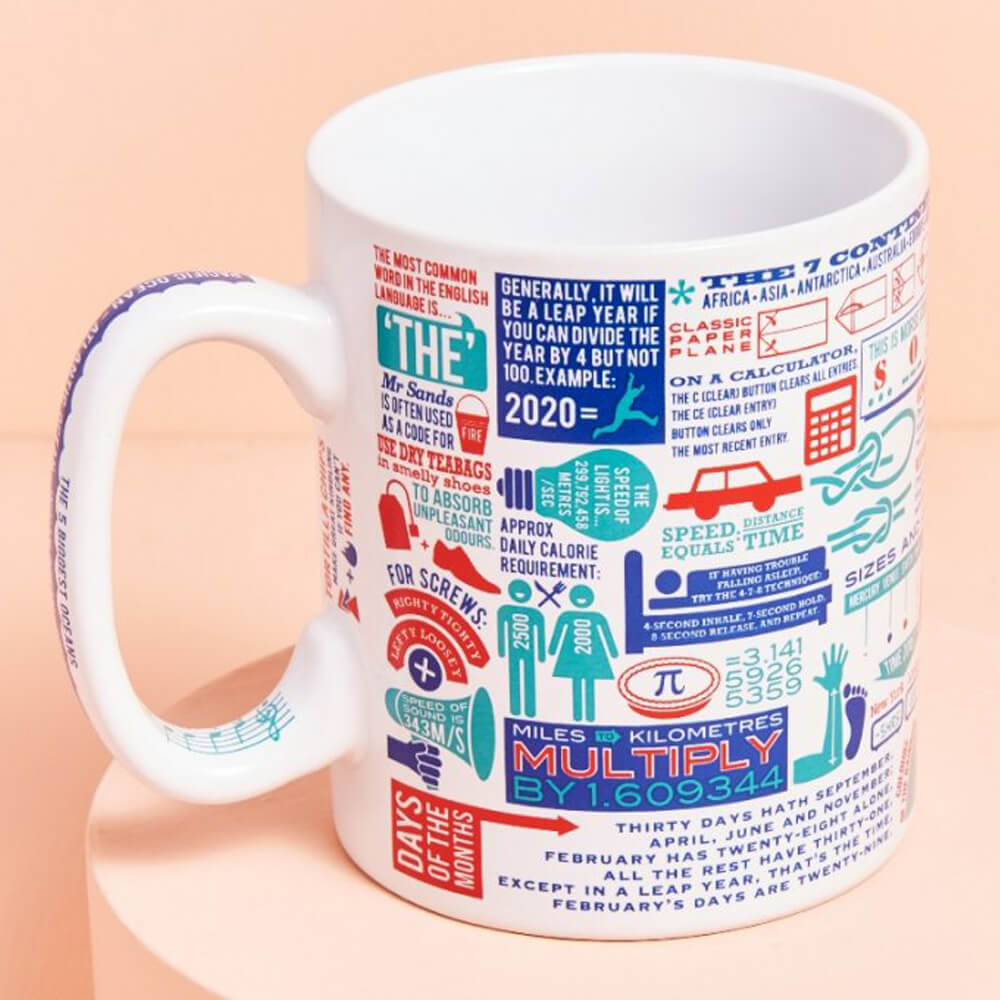 THE MOST COMMON
WORD IN THE ENGLISH
LANGUAGE IS...
'THE'
Mr Sands
IS OFTEN USED
AS A CODE FOR
FIRE
USE DRY TEABAGS
in smelly shoes
TO ABSORB
UNPLEASANT
ODOURS.
FOR SCREWS:
RIGHTY TIGHTY
LEFTY LOOSEY
SPEED OF
SOUND IS
343M/S
DAYS
OF THE
MONTHS
GENERALLY, IT WILL
BE A LEAP YEAR IF
YOU CAN DIVIDE THE
YEAR BY 4 BUT NOT
100. EXAMPLE:
2020=
THE
SPEED OF
LIGHT IS...
299,792,458
METRES
/SEC
APPROX
DAILY CALORIE
REQUIREMENT:
2500
2000
MILES TO KILOMETRES
MULTIPLY
BY 1.609344
THIRTY DAYS HATH SEPTEMBER,
APRIL, JUNE AND NOVEMBER,
FEBRUARY HAS TWENTY-EIGHT ALONE,
ALL THE REST HAVE THIRTY-ONE,
EXCEPT IN A LEAP YEAR, THAT'S THE TIME,
FEBRUARY'S DAYS ARE TWENTY-NINE.
* THE 7
AFRICA • ASIA • ANTARCTICA • AUSTRALIA •
CLASSIC
PAPER
PLANE
ON A CALCULATOR,
THE C (CLEAR) BUTTON CLEARS ALL ENTRIES.
THE CE (CLEAR ENTRY)
BUTTON CLEARS ONLY
THE MOST RECENT ENTRY.
THIS IS MORSE
S O
SPEED: DISTANCE
EQUALS TIME
IF HAVING TROUBLE
FALLING ASLEEP,
TRY THE 4-7-8 TECHNIQUE:
4-SECOND INHALE, 7-SECOND HOLD,
8-SECOND RELEASE, AND REPEAT.
π
=3.141
5926
5359
SIZES
MERCURY
New York
THE 5 BIGGEST OCEANS
PACIFIC OCEAN